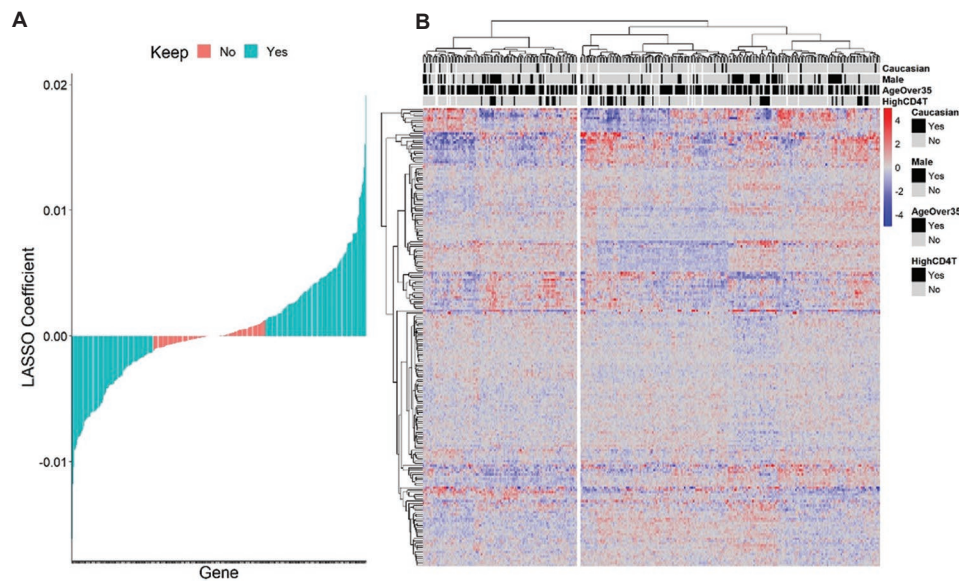 A
Keep No Yes
0.02
0.01
0.00
-0.01
LASSO Coefficient
Gene
B
Caucasian
Male
AgeOver35
HighCD4T
4
2
0
-2
-4
Caucasian
Yes
No
Male
Yes
No
AgeOver35
Yes
No
HighCD4T
Yes
No